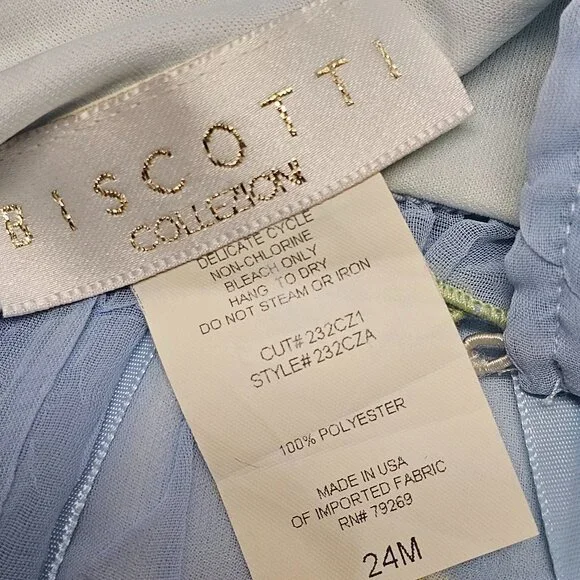 BISCOTTI
COLLEZIONI
DELICATE CYCLE
NON-CHLORINE
BLEACH ONLY
HANG TO DRY
DO NOT STEAM OR IRON
CUT# 232CZ1
STYLE# 232CZA
100% POLYESTER
MADE IN USA
OF IMPORTED FABRIC
RN# 79269
24M